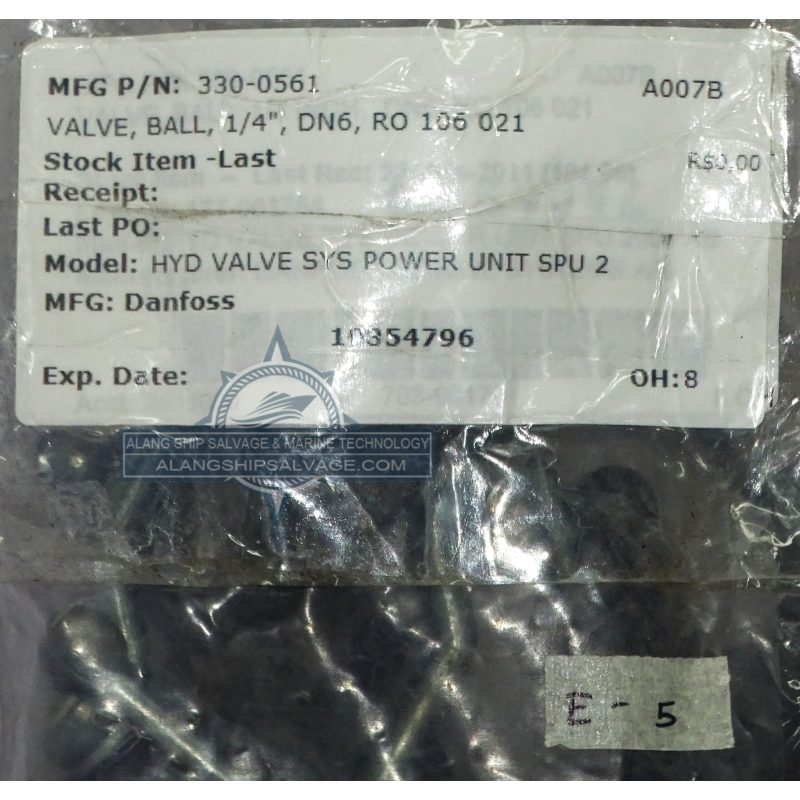 MFG P/N: 330-0561 A007B
VALVE, BALL, 1/4", DN6, RO 106 021
Stock Item -Last R$0,00
Receipt:
Last PO:
Model: HYD VALVE SYS POWER UNIT SPU 2
MFG: Danfoss
10354796
Exp. Date: OH:8
ALANG SHIP SALVAGE & MARINE TECHNOLOGY
ALANGSHIPSALVAGE.COM
E - 5